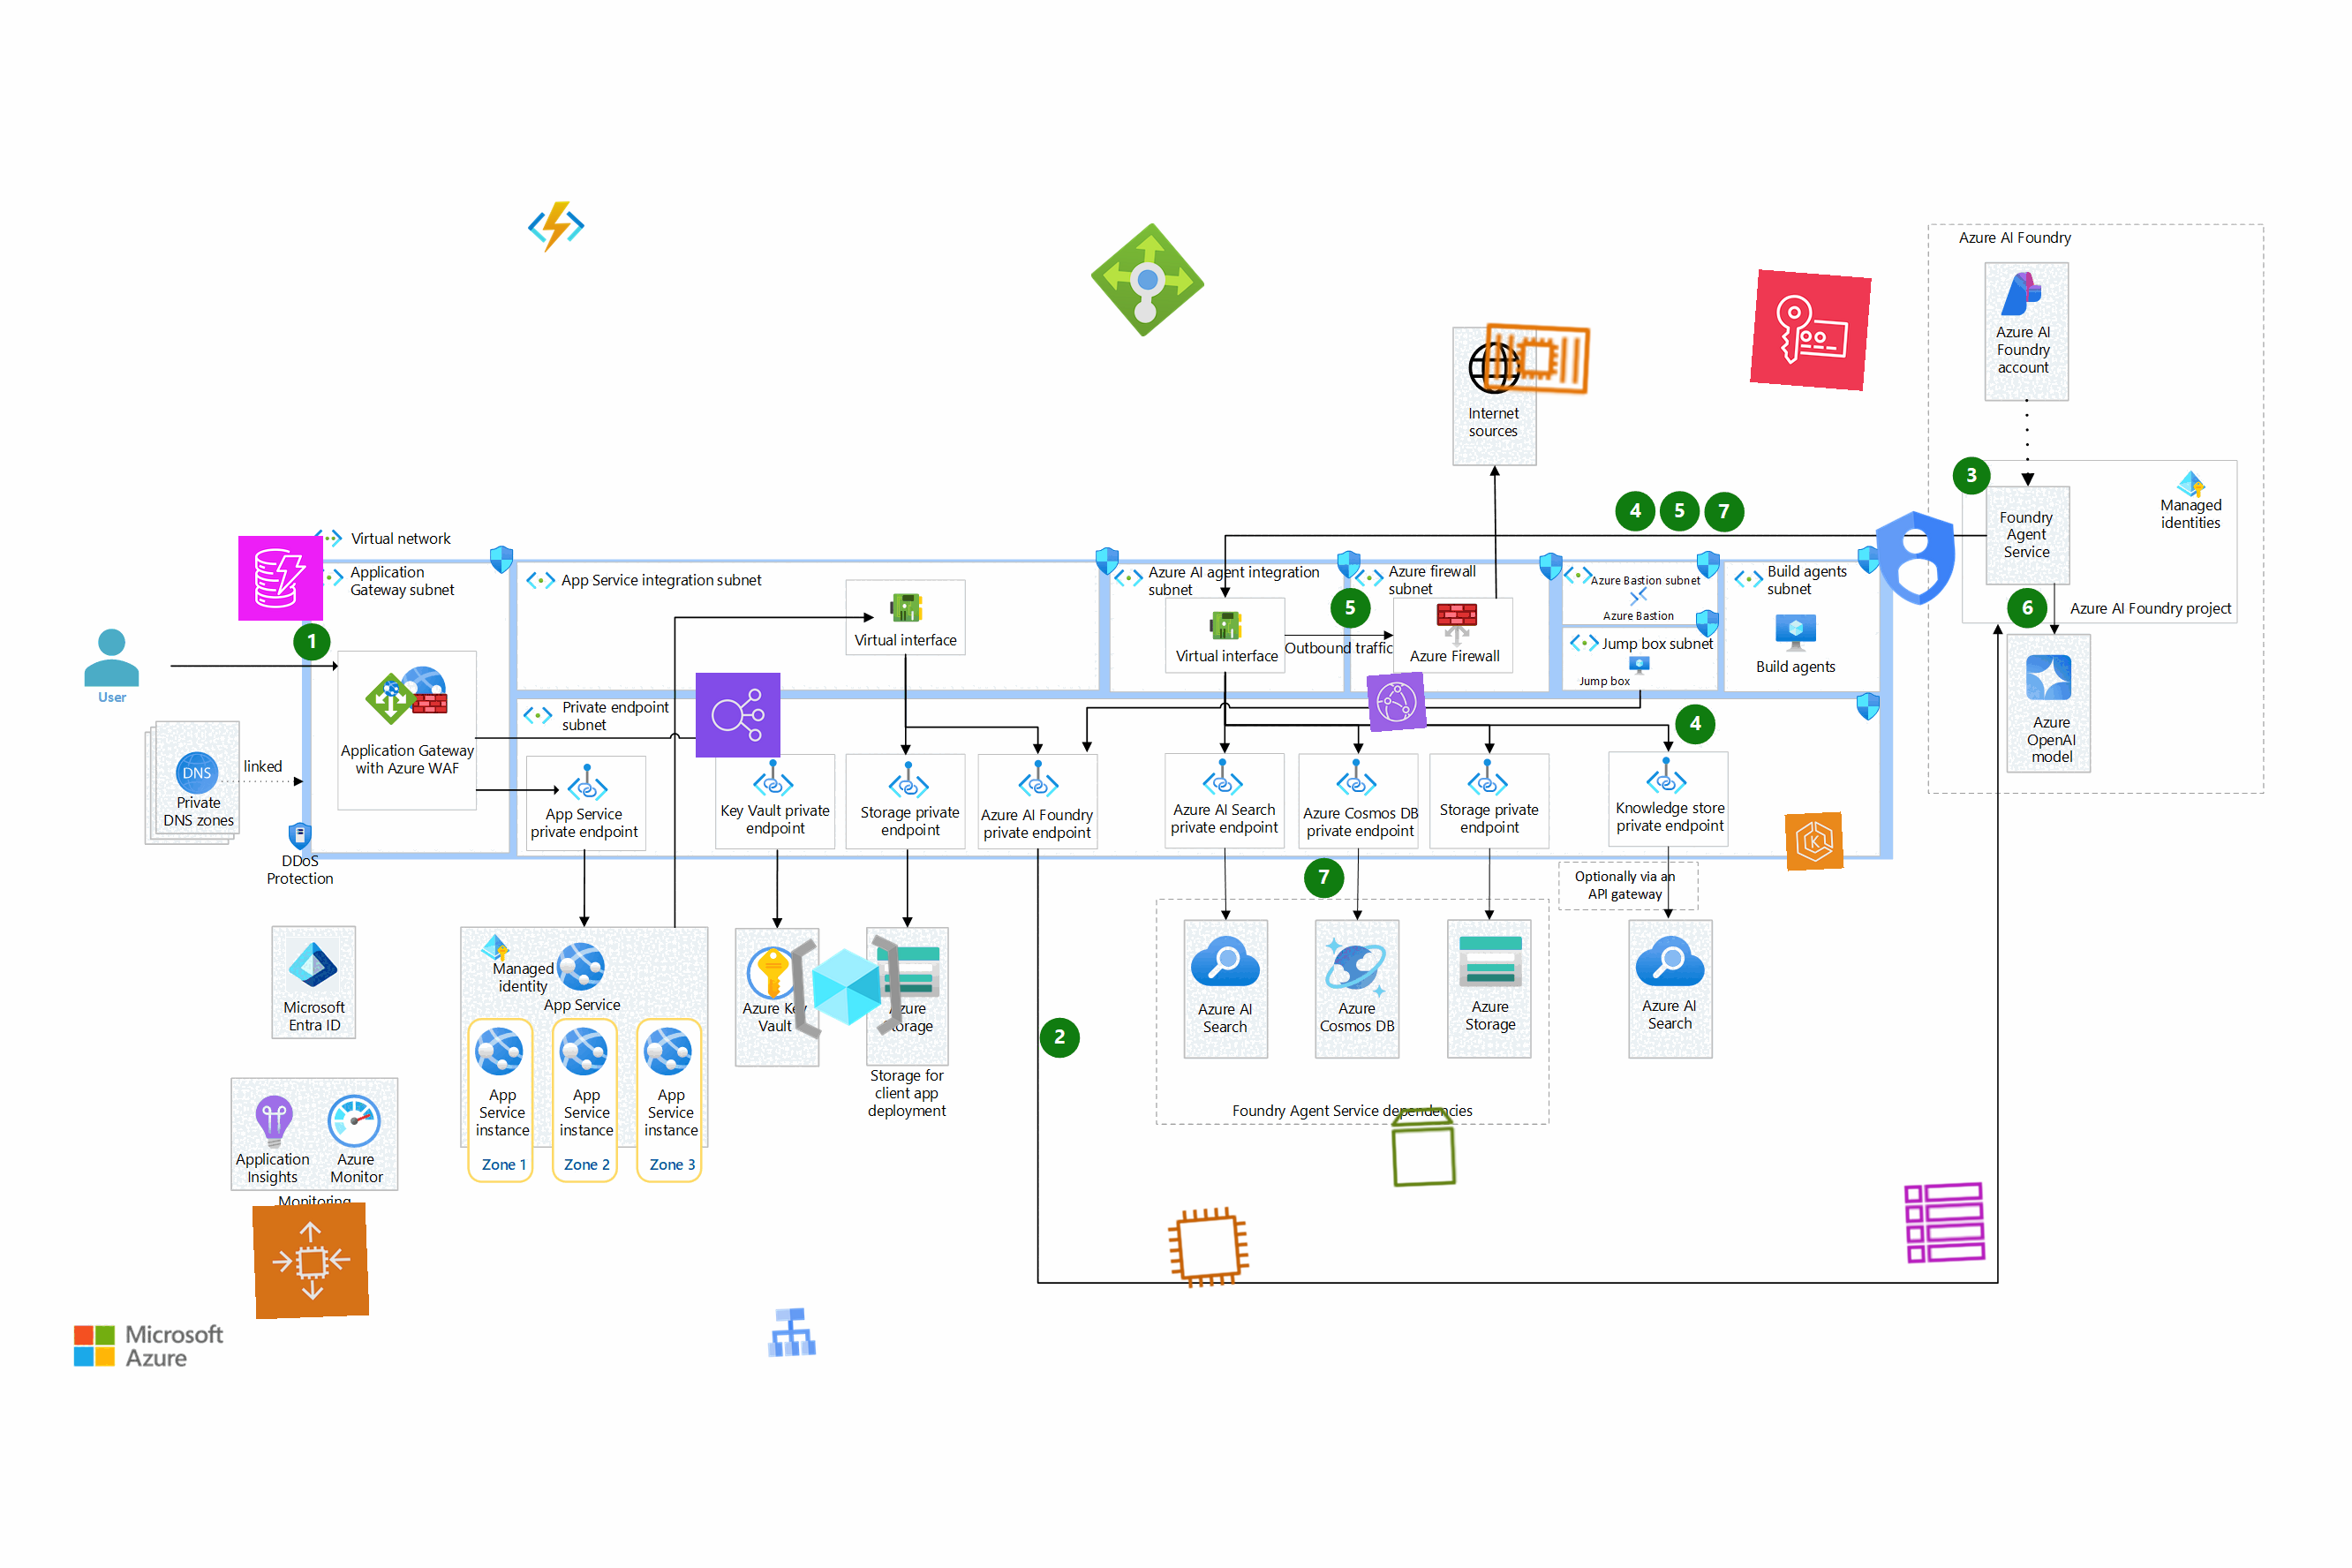 Azure AI Foundry
Azure AI
Foundry
account
Internet
sources
3
Managed
identities
Foundry
Agent
Service
4
5
7
6
Azure AI Foundry project
Azure
OpenAI
model
Virtual network
Application
Gateway subnet
App Service integration subnet
Virtual interface
Azure AI agent integration
subnet
Virtual interface
Outbound traffic
5
Azure firewall
subnet
Azure Firewall
Azure Bastion subnet
Azure Bastion
Jump box subnet
Jump box
Build agents
subnet
Build agents
1
User
Application Gateway
with Azure WAF
DNS
Private
DNS zones
linked
DDoS
Protection
Private endpoint
subnet
App Service
private endpoint
Key Vault private
endpoint
Storage private
endpoint
Azure AI Foundry
private endpoint
Azure AI Search
private endpoint
Azure Cosmos DB
private endpoint
Storage private
endpoint
4
Knowledge store
private endpoint
K
Optionally via an
API gateway
7
Microsoft
Entra ID
Managed
identity
App Service
App
Service
instance
Zone 1
App
Service
instance
Zone 2
App
Service
instance
Zone 3
Azure Key
Vault
Azure
Storage
Storage for
client app
deployment
2
Azure AI
Search
Azure
Cosmos DB
Azure
Storage
Azure AI
Search
Foundry Agent Service dependencies
Application
Insights
Azure
Monitor
Monitoring
Microsoft
Azure